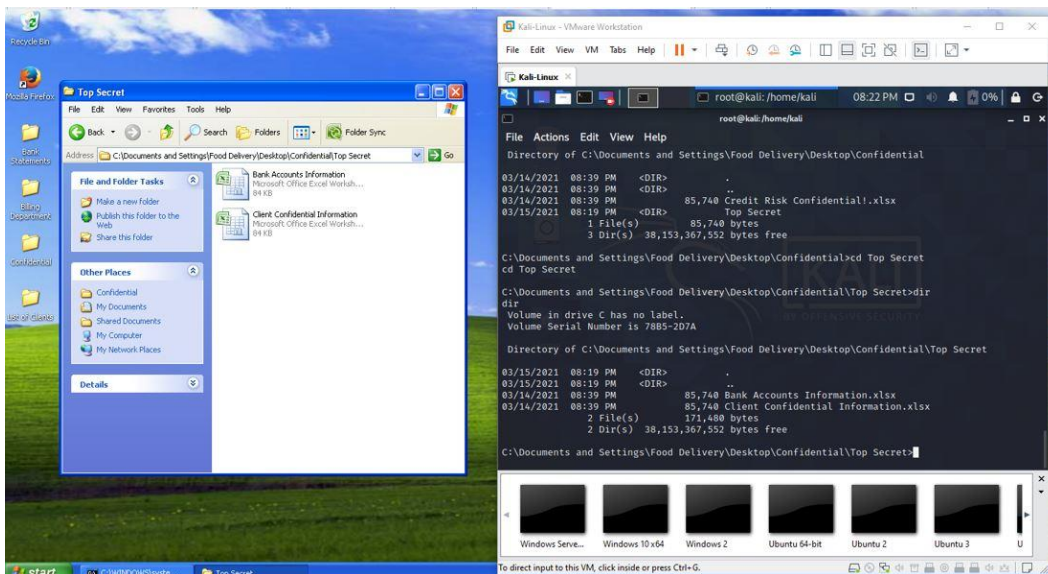 Recycle Bin
Mozilla Firefox
Bank
Statements
Billing
Department
Confidential
List of Clients
Top Secret
File Edit View Favorites Tools Help
Back Search Folders Folder Sync
Address C:\Documents and Settings\Food Delivery\Desktop\Confidential\Top Secret Go
File and Folder Tasks
Make a new folder
Publish this folder to the
Web
Share this folder
Other Places
Confidential
My Documents
Shared Documents
My Computer
My Network Places
Details
Bank Accounts Information
Microsoft Office Excel Worksh...
84 KB
Client Confidential Information
Microsoft Office Excel Worksh...
84 KB
start C:\WINDOWS\syste... Top Secret
Kali-Linux - VMware Workstation
File Edit View VM Tabs Help
Kali-Linux
root@kali: /home/kali 08:22 PM 0%
root@kali: /home/kali
File Actions Edit View Help
Directory of C:\Documents and Settings\Food Delivery\Desktop\Confidential
03/14/2021 08:39 PM <DIR> .
03/14/2021 08:39 PM <DIR> ..
03/14/2021 08:39 PM 85,740 Credit Risk Confidential!.xlsx
03/15/2021 08:19 PM <DIR> Top Secret
1 File(s) 85,740 bytes
3 Dir(s) 38,153,367,552 bytes free
C:\Documents and Settings\Food Delivery\Desktop\Confidential>cd Top Secret
cd Top Secret
C:\Documents and Settings\Food Delivery\Desktop\Confidential\Top Secret>dir
dir
Volume in drive C has no label.
Volume Serial Number is 78B5-2D7A
KALI
BY OFFENSIVE SECURITY
Directory of C:\Documents and Settings\Food Delivery\Desktop\Confidential\Top Secret
03/15/2021 08:19 PM <DIR> .
03/15/2021 08:19 PM <DIR> ..
03/14/2021 08:39 PM 85,740 Bank Accounts Information.xlsx
03/14/2021 08:39 PM 85,740 Client Confidential Information.xlsx
2 File(s) 171,480 bytes
2 Dir(s) 38,153,367,552 bytes free
C:\Documents and Settings\Food Delivery\Desktop\Confidential\Top Secret>
Windows Serve... Windows 10 x64 Windows 2 Ubuntu 64-bit Ubuntu 2 Ubuntu 3 U
To direct input to this VM, click inside or press Ctrl+G.